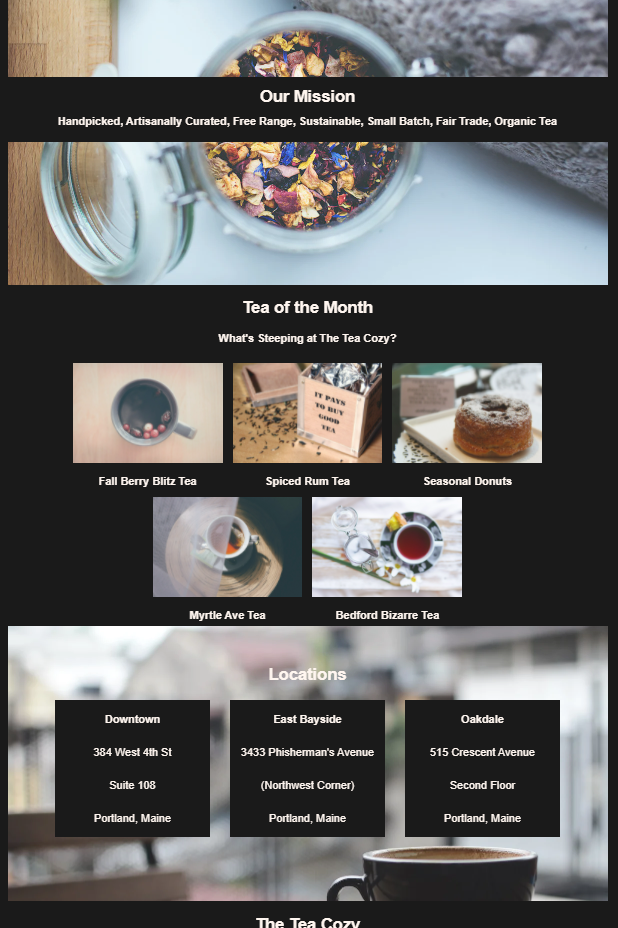 Our Mission
Handpicked, Artisanally Curated, Free Range, Sustainable, Small Batch, Fair Trade, Organic Tea
Tea of the Month
What's Steeping at The Tea Cozy?
IT PAYS
TO BUY
GOOD
TEA
Fall Berry Blitz Tea
Spiced Rum Tea
Seasonal Donuts
Myrtle Ave Tea
Bedford Bizarre Tea
Locations
Downtown
384 West 4th St
Suite 108
Portland, Maine
East Bayside
3433 Phisherman's Avenue
(Northwest Corner)
Portland, Maine
Oakdale
515 Crescent Avenue
Second Floor
Portland, Maine
The Tea Cozy